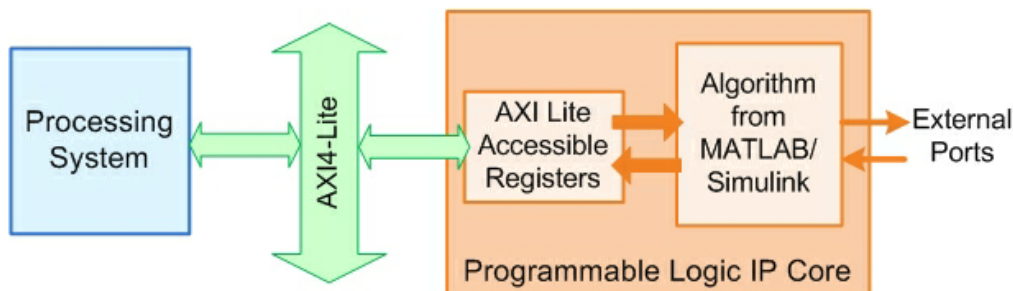 Processing
System
AXI4-Lite
AXI Lite
Accessible
Registers
Algorithm
from
MATLAB/
Simulink
External
Ports
Programmable Logic IP Core